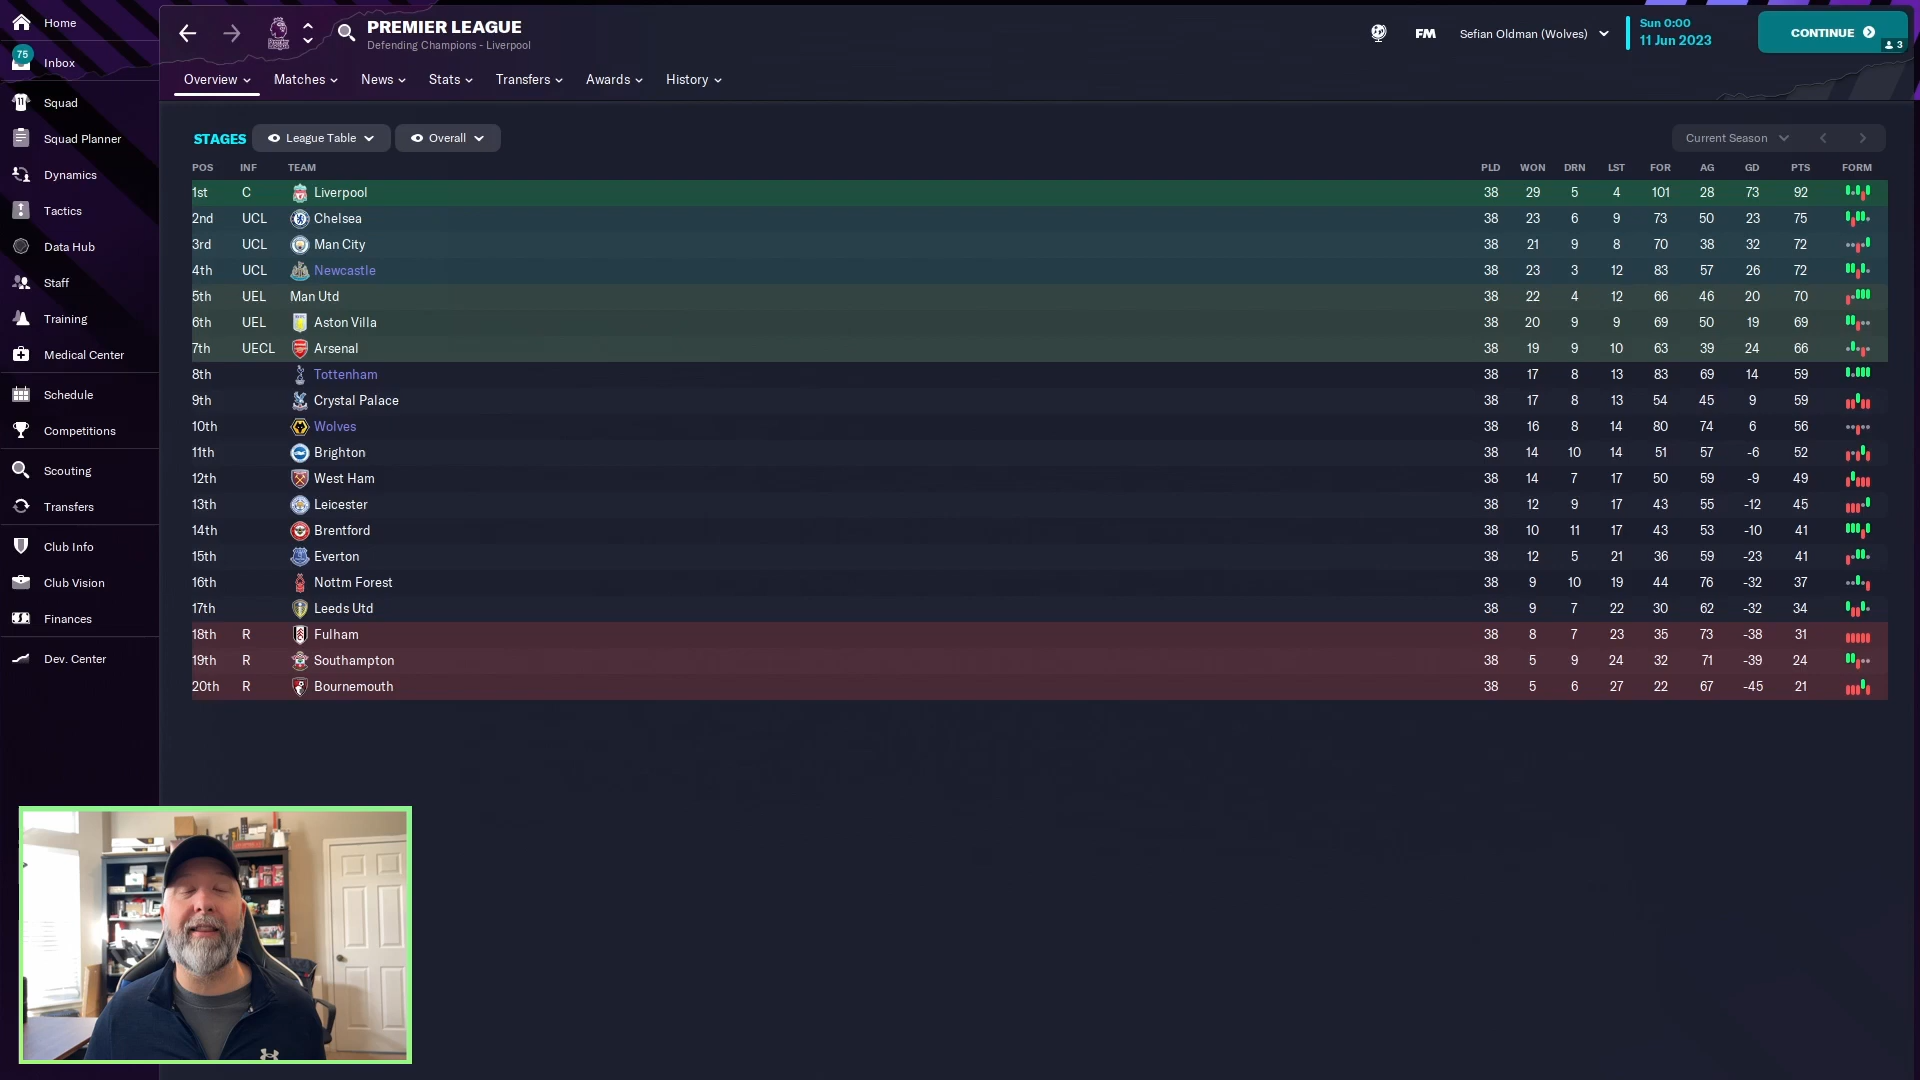 Home
75
Inbox
Squad
Squad Planner
Dynamics
Tactics
Data Hub
Staff
Training
Medical Center
Schedule
Competitions
Scouting
Transfers
Club Info
Club Vision
Finances
Dev. Center
PREMIER LEAGUE
Defending Champions - Liverpool
FM
Sefian Oldman (Wolves)
Sun 0:00
11 Jun 2023
CONTINUE
3
Overview Matches News Stats Transfers Awards History
STAGES League Table Overall Current Season
POS INF TEAM PLD WON DRN LST FOR AG GD PTS FORM
1st C Liverpool 38 29 5 4 101 28 73 92
2nd UCL Chelsea 38 23 6 9 73 50 23 75
3rd UCL Man City 38 21 9 8 70 38 32 72
4th UCL Newcastle 38 23 3 12 83 57 26 72
5th UEL Man Utd 38 22 4 12 66 46 20 70
6th UEL Aston Villa 38 20 9 9 69 50 19 69
7th UECL Arsenal 38 19 9 10 63 39 24 66
8th Tottenham 38 17 8 13 83 69 14 59
9th Crystal Palace 38 17 8 13 54 45 9 59
10th Wolves 38 16 8 14 80 74 6 56
11th Brighton 38 14 10 14 51 57 -6 52
12th West Ham 38 14 7 17 50 59 -9 49
13th Leicester 38 12 9 17 43 55 -12 45
14th Brentford 38 10 11 17 43 53 -10 41
15th Everton 38 12 5 21 36 59 -23 41
16th Nottm Forest 38 9 10 19 44 76 -32 37
17th Leeds Utd 38 9 7 22 30 62 -32 34
18th R Fulham 38 8 7 23 35 73 -38 31
19th R Southampton 38 5 9 24 32 71 -39 24
20th R Bournemouth 38 5 6 27 22 67 -45 21